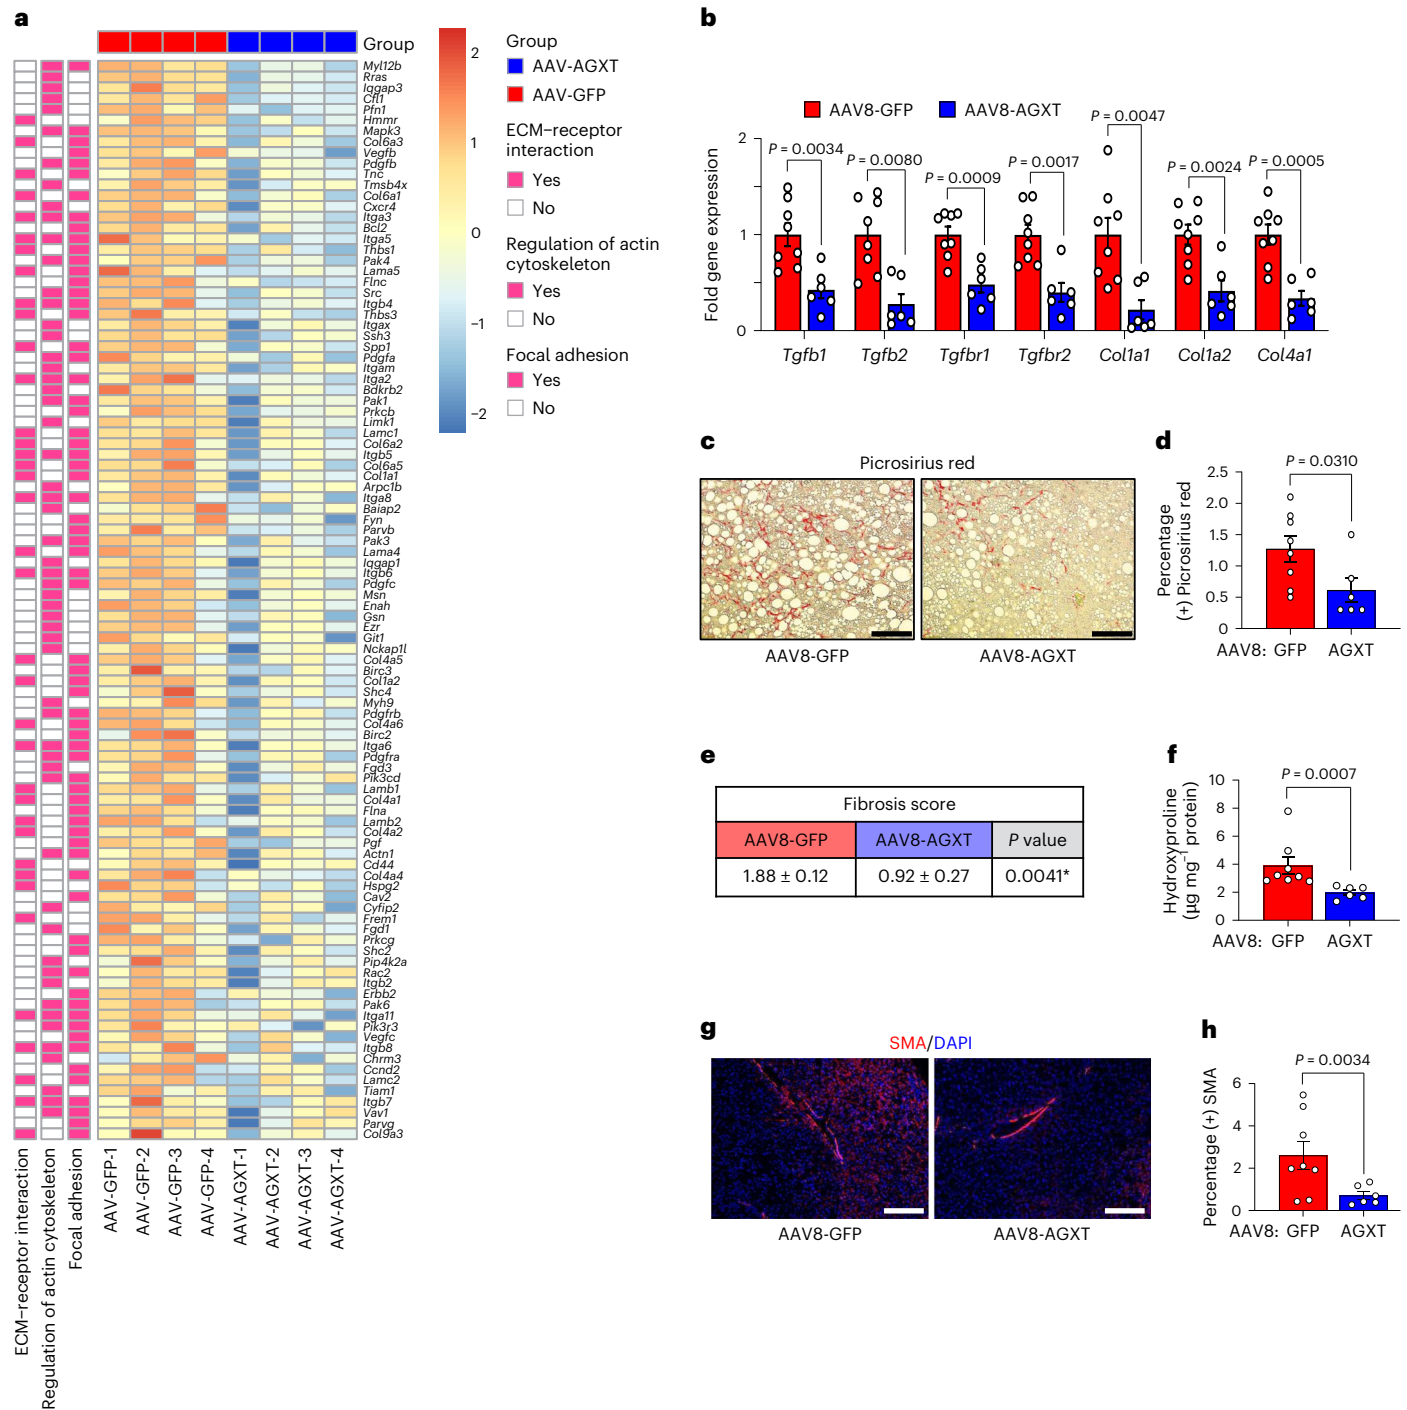 a
Group
Myl12b
Rras
Iqgap3
Cfl1
Pfn1
Hmmr
Mapk3
Col6a3
Vegfb
Pdgfb
Tnc
Tmsb4x
Col6a1
Cxcr4
Itga3
Bcl2
Itga5
Thbs1
Pak4
Lama5
Flnc
Src
Itgb4
Thbs3
Itgax
Ssh3
Spp1
Pdgfa
Itgam
Itga2
Bdkrb2
Pak1
Prkcb
Limk1
Lamc1
Col6a2
Itgb5
Col6a5
Col1a1
Arpc1b
Itga8
Baiap2
Fyn
Parvb
Pak3
Lama4
Iqgap1
Itgb6
Pdgfc
Msn
Enah
Gsn
Ezr
Git1
Nckap1l
Col4a5
Birc3
Col1a2
Shc4
Myh9
Pdgfrb
Col4a6
Birc2
Itga6
Pdgfra
Fgd3
Pik3cd
Lamb1
Col4a1
Flna
Lamb2
Col4a2
Pgf
Actn1
Cd44
Col4a4
Hspg2
Cav2
Cyfip2
Frem1
Fgd1
Prkcg
Shc2
Pip4k2a
Rac2
Itgb2
Erbb2
Pak6
Itga11
Pik3r3
Vegfc
Itgb8
Chrm3
Ccnd2
Lamc2
Tiam1
Itgb7
Vav1
Parvg
Col9a3
ECM–receptor interaction
Regulation of actin cytoskeleton
Focal adhesion
AAV-GFP-1
AAV-GFP-2
AAV-GFP-3
AAV-GFP-4
AAV-AGXT-1
AAV-AGXT-2
AAV-AGXT-3
AAV-AGXT-4
2
1
0
−1
−2
Group
AAV-AGXT
AAV-GFP
ECM–receptor
interaction
Yes
No
Regulation of actin
cytoskeleton
Yes
No
Focal adhesion
Yes
No
b
AAV8-GFP
AAV8-AGXT
Fold gene expression
2
1
0
P = 0.0034
P = 0.0080
P = 0.0009
P = 0.0017
P = 0.0047
P = 0.0024
P = 0.0005
Tgfb1
Tgfb2
Tgfbr1
Tgfbr2
Col1a1
Col1a2
Col4a1
c
Picrosirius red
AAV8-GFP
AAV8-AGXT
d
P = 0.0310
Percentage
(+) Picrosirius red
2.5
2.0
1.5
1.0
0.5
0
AAV8: GFP AGXT
e
Fibrosis score
AAV8-GFP AAV8-AGXT P value
1.88 ± 0.12 0.92 ± 0.27 0.0041*
f
P = 0.0007
Hydroxyproline
(µg mg⁻¹ protein)
10
8
6
4
2
0
AAV8: GFP AGXT
g
SMA/DAPI
AAV8-GFP
AAV8-AGXT
h
P = 0.0034
Percentage (+) SMA
6
4
2
0
AAV8: GFP AGXT